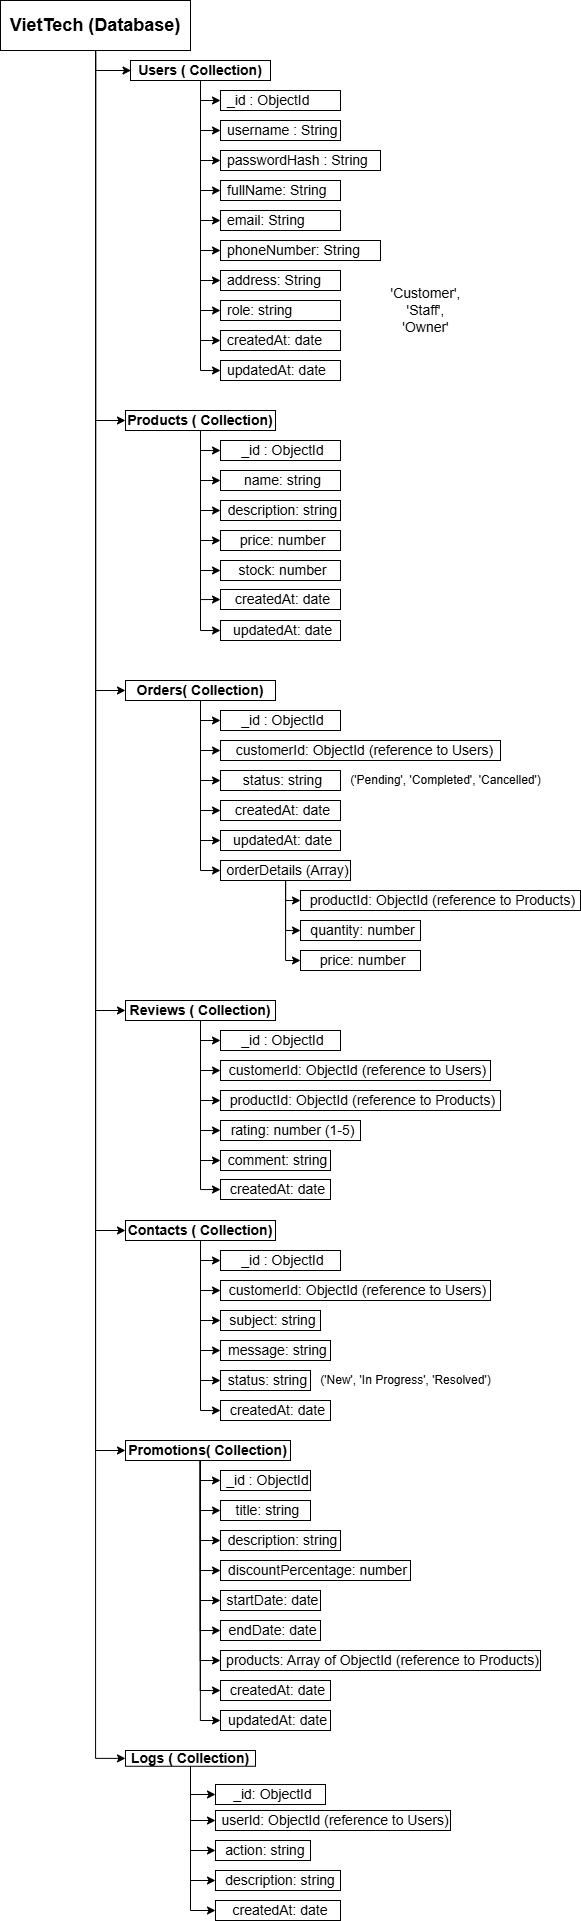 VietTech (Database)
Users ( Collection)
_id : ObjectId
username : String
passwordHash : String
fullName: String
email: String
phoneNumber: String
address: String
'Customer',
'Staff',
'Owner'
role: string
createdAt: date
updatedAt: date
Products ( Collection)
_id : ObjectId
name: string
description: string
price: number
stock: number
createdAt: date
updatedAt: date
Orders( Collection)
_id : ObjectId
customerId: ObjectId (reference to Users)
status: string ('Pending', 'Completed', 'Cancelled')
createdAt: date
updatedAt: date
orderDetails (Array)
productId: ObjectId (reference to Products)
quantity: number
price: number
Reviews ( Collection)
_id : ObjectId
customerId: ObjectId (reference to Users)
productId: ObjectId (reference to Products)
rating: number (1-5)
comment: string
createdAt: date
Contacts ( Collection)
_id : ObjectId
customerId: ObjectId (reference to Users)
subject: string
message: string
status: string ('New', 'In Progress', 'Resolved')
createdAt: date
Promotions( Collection)
_id : ObjectId
title: string
description: string
discountPercentage: number
startDate: date
endDate: date
products: Array of ObjectId (reference to Products)
createdAt: date
updatedAt: date
Logs ( Collection)
_id: ObjectId
userId: ObjectId (reference to Users)
action: string
description: string
createdAt: date